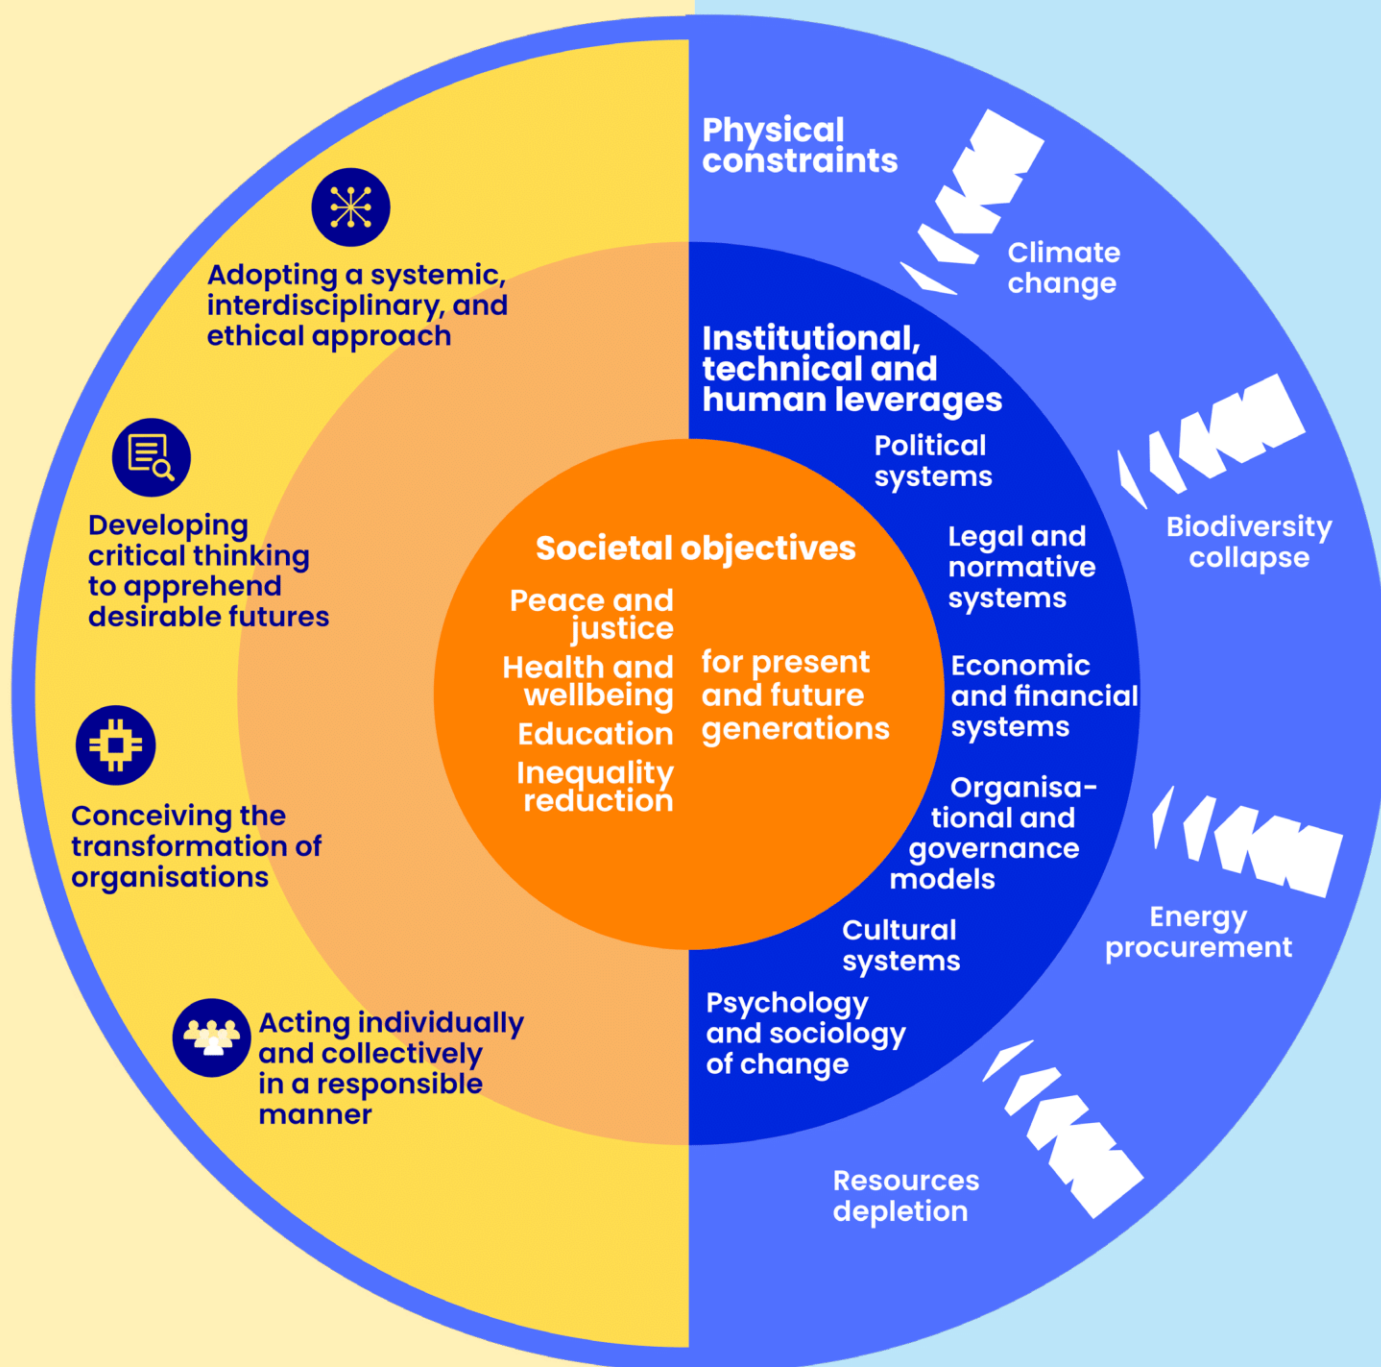 Adopting a systemic,
interdisciplinary, and
ethical approach
Developing
critical thinking
to apprehend
desirable futures
Conceiving the
transformation of
organisations
Acting individually
and collectively
in a responsible
manner
Societal objectives
Peace and
justice
Health and
wellbeing
Education
Inequality
reduction
for present
and future
generations
Institutional,
technical and
human leverages
Political
systems
Legal and
normative
systems
Economic
and financial
systems
Organisa-
tional and
governance
models
Cultural
systems
Psychology
and sociology
of change
Physical
constraints
Climate
change
Biodiversity
collapse
Energy
procurement
Resources
depletion